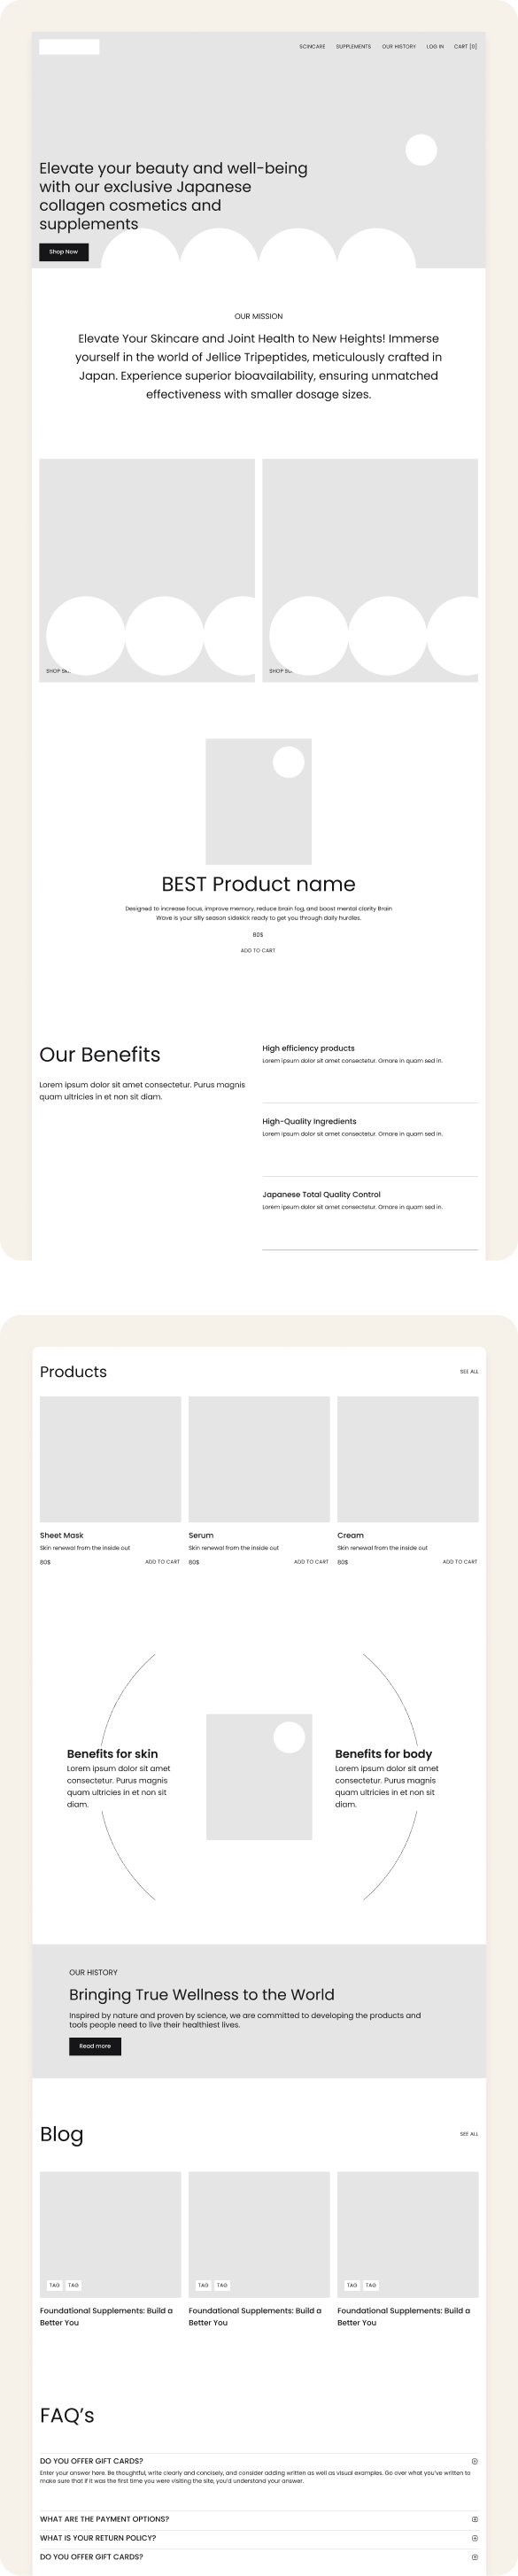 SCINCARE SUPPLEMENTS OUR HISTORY LOG IN CART [0]
Elevate your beauty and well-being
with our exclusive Japanese
collagen cosmetics and
supplements
Shop Now
OUR MISSION
Elevate Your Skincare and Joint Health to New Heights! Immerse
yourself in the world of Jellice Tripeptides, meticulously crafted in
Japan. Experience superior bioavailability, ensuring unmatched
effectiveness with smaller dosage sizes.
SHOP
SHOP
BEST Product name
Designed to increase focus, improve memory, reduce brain fog, and boost mental clarity Brain
Wave is your silly season sidekick ready to get you through daily hurdles.
80$
ADD TO CART
Our Benefits
Lorem ipsum dolor sit amet consectetur. Purus magnis
quam ultricies in et non sit diam.
High efficiency products
Lorem ipsum dolor sit amet consectetur. Ornare in quam sed in.
High-Quality Ingredients
Lorem ipsum dolor sit amet consectetur. Ornare in quam sed in.
Japanese Total Quality Control
Lorem ipsum dolor sit amet consectetur. Ornare in quam sed in.
Products
SEE ALL
Sheet Mask
Skin renewal from the inside out
80$ ADD TO CART
Serum
Skin renewal from the inside out
80$ ADD TO CART
Cream
Skin renewal from the inside out
80$ ADD TO CART
Benefits for skin
Lorem ipsum dolor sit amet
consectetur. Purus magnis
quam ultricies in et non sit
diam.
Benefits for body
Lorem ipsum dolor sit amet
consectetur. Purus magnis
quam ultricies in et non sit
diam.
OUR HISTORY
Bringing True Wellness to the World
Inspired by nature and proven by science, we are committed to developing the products and
tools people need to live their healthiest lives.
Read more
Blog
SEE ALL
TAG TAG
Foundational Supplements: Build a
Better You
TAG TAG
Foundational Supplements: Build a
Better You
TAG TAG
Foundational Supplements: Build a
Better You
FAQ's
DO YOU OFFER GIFT CARDS?
Enter your answer here. Be thoughtful, write clearly and concisely, and consider adding written as well as visual examples. Go over what you've written to
make sure that if it was the first time you were visiting the site, you'd understand your answer.
WHAT ARE THE PAYMENT OPTIONS?
WHAT IS YOUR RETURN POLICY?
DO YOU OFFER GIFT CARDS?